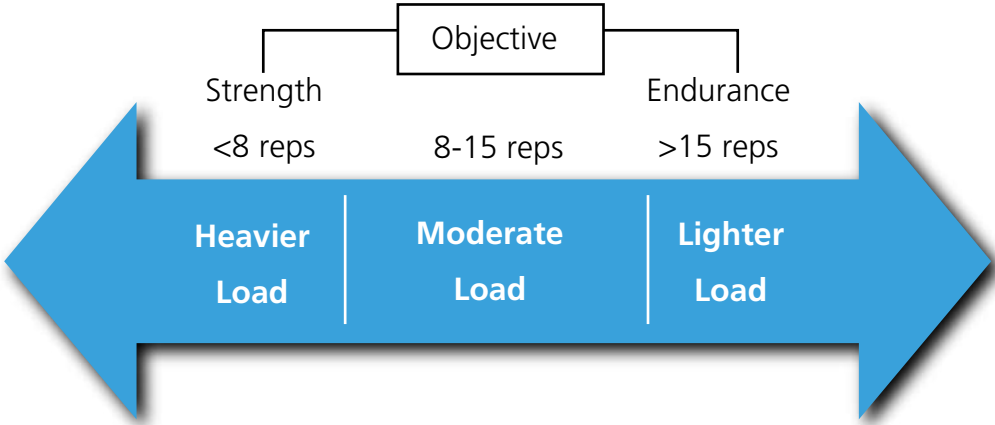 Objective
Strength
Endurance
<8 reps
8-15 reps
>15 reps
Heavier
Load
Moderate
Load
Lighter
Load